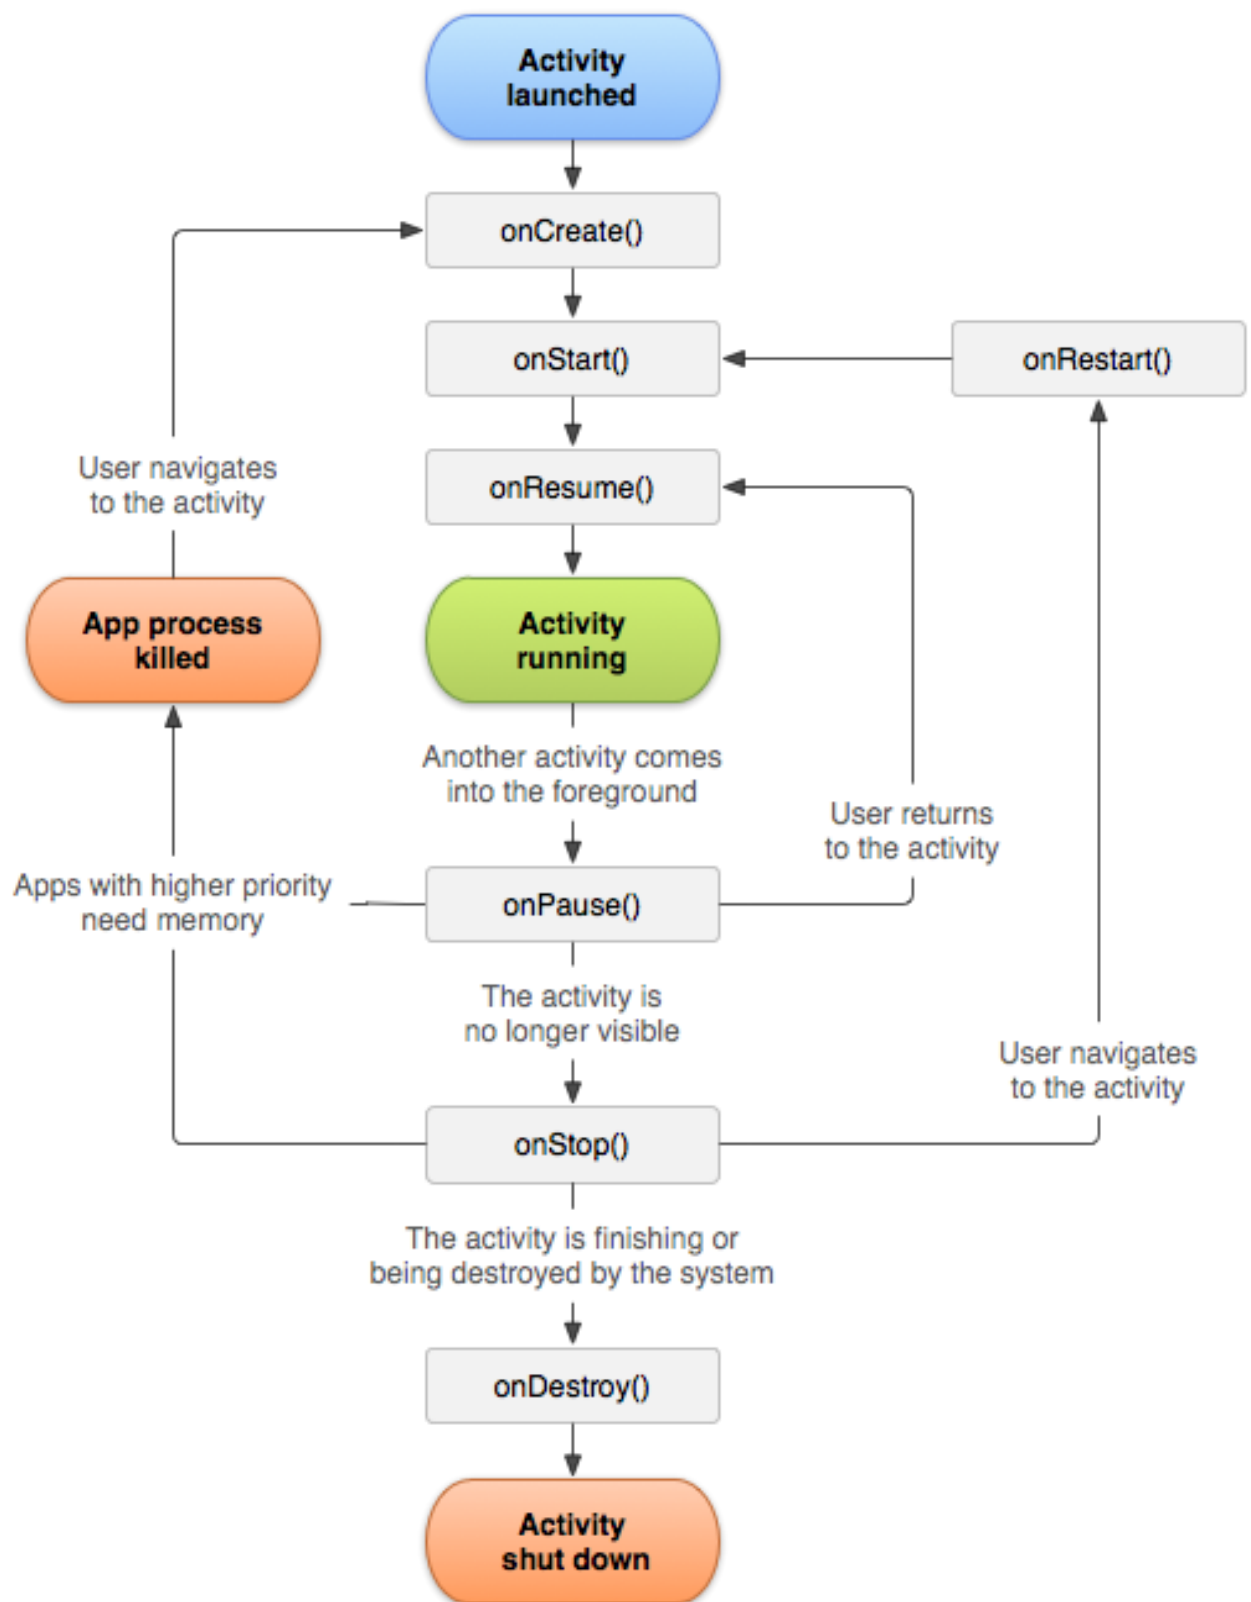 Activity
launched
onCreate()
onStart()
onRestart()
User navigates
to the activity
onResume()
App process
killed
Activity
running
Another activity comes
into the foreground
User returns
to the activity
Apps with higher priority
need memory
onPause()
The activity is
no longer visible
User navigates
to the activity
onStop()
The activity is finishing or
being destroyed by the system
onDestroy()
Activity
shut down